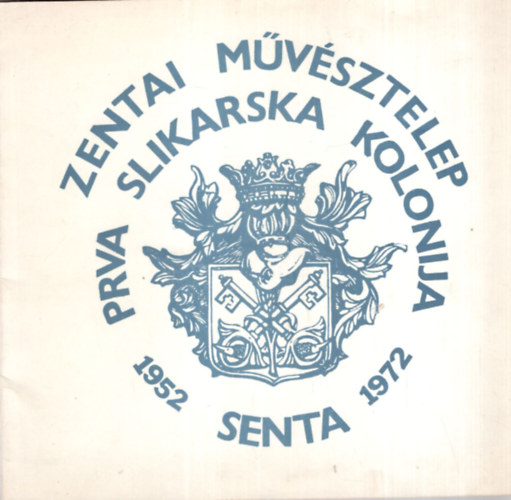 ZENTAI MŰVÉSZTELEP
PRVA SLIKARSKA KOLONIJA
1952 SENTA 1972